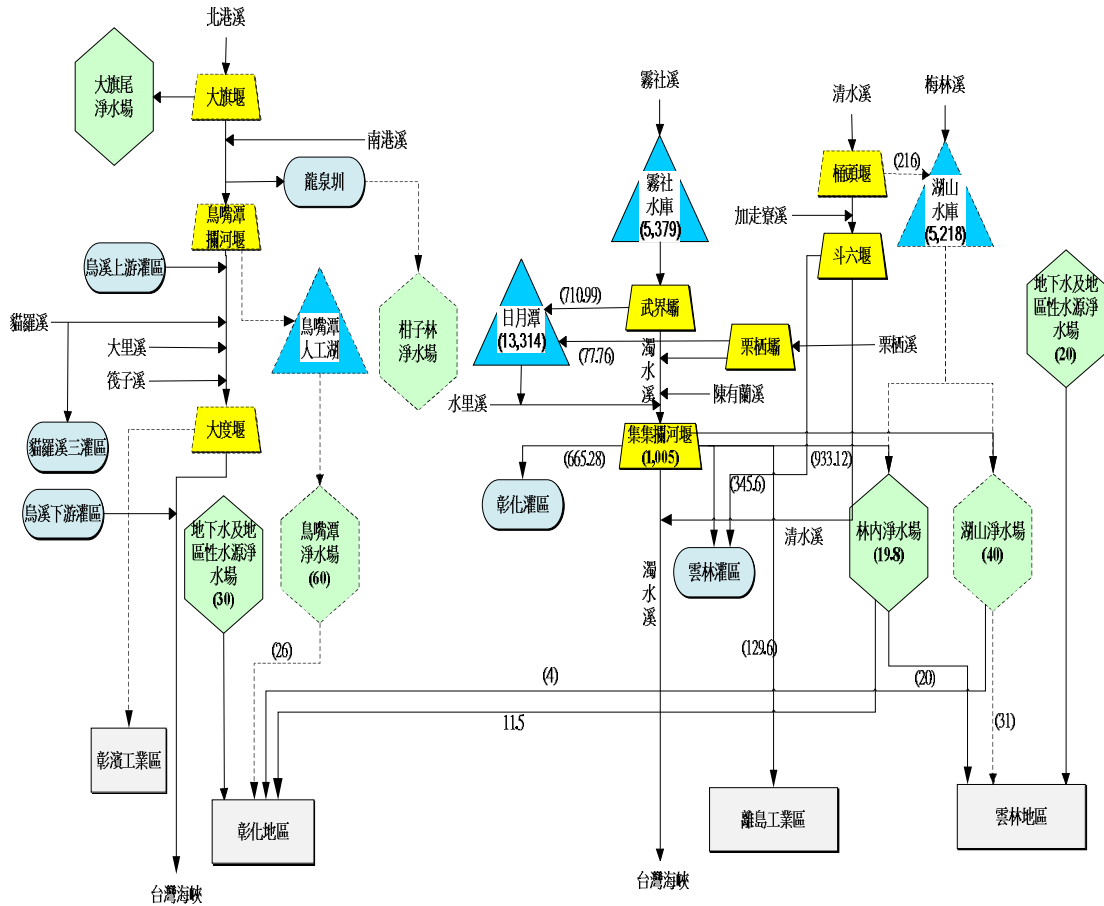 北港溪
大旗尾
淨水場
大旗堰
南港溪
龍泉圳
鳥嘴潭
攔河堰
烏溪上游灌區
貓羅溪
大里溪
筏子溪
鳥嘴潭
人工湖
柑子林
淨水場
大度堰
貓羅溪三灌區
烏溪下游灌區
地下水及地
區性水源淨
水場
(30)
鳥嘴潭
淨水場
(60)
(26)
彰濱工業區
彰化地區
台灣海峽
霧社溪
霧社
水庫
(5,379)
(710.99)
武界壩
日月潭
(13,314)
(77.76)
濁
水
溪
栗栖壩
栗栖溪
陳有蘭溪
水里溪
集集攔河堰
(1,005)
(665.28)
彰化灌區
(345.6)
(933.12)
清水溪
雲林灌區
濁
水
溪
(129.6)
(4)
11.5
離島工業區
台灣海峽
清水溪
梅林溪
桶頭堰
(216)
湖山
水庫
(5,218)
加走寮溪
斗六堰
地下水及地
區性水源淨
水場
(20)
林內淨水場
(19.8)
湖山淨水場
(40)
(20)
(31)
雲林地區